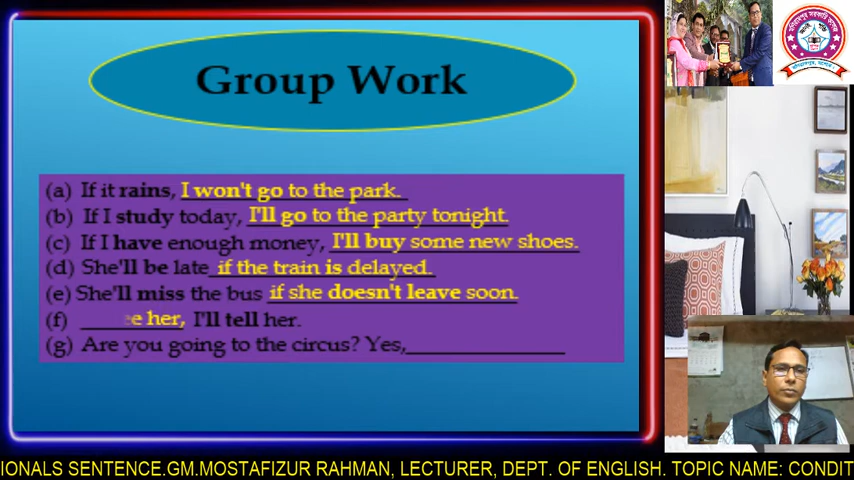 Group Work
(a) If it rains, I won't go to the park.
(b) If I study today, I'll go to the party tonight.
(c) If I have enough money, I'll buy some new shoes.
(d) She'll be late if the train is delayed.
(e) She'll miss the bus if she doesn't leave soon.
(f) e her, I'll tell her.
(g) Are you going to the circus? Yes,
IONALS SENTENCE.GM.MOSTAFIZUR RAHMAN, LECTURER, DEPT. OF ENGLISH. TOPIC NAME: CONDIT